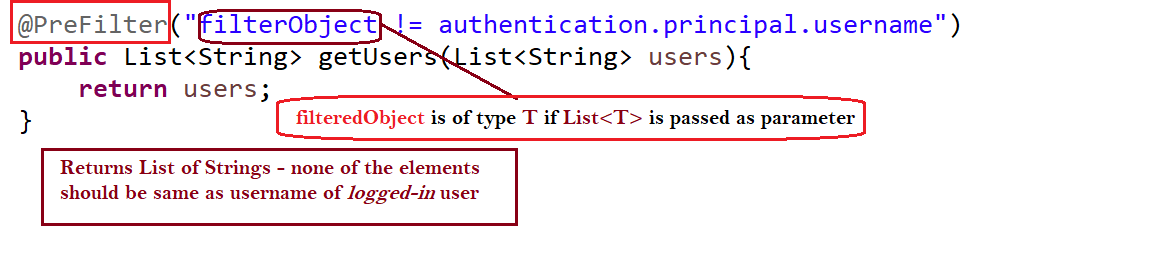 @PreFilter("filterObject != authentication.principal.username")
public List<String> getUsers(List<String> users){
return users;
}
filteredObject is of type T if List<T> is passed as parameter
Returns List of Strings - none of the elements
should be same as username of logged-in user